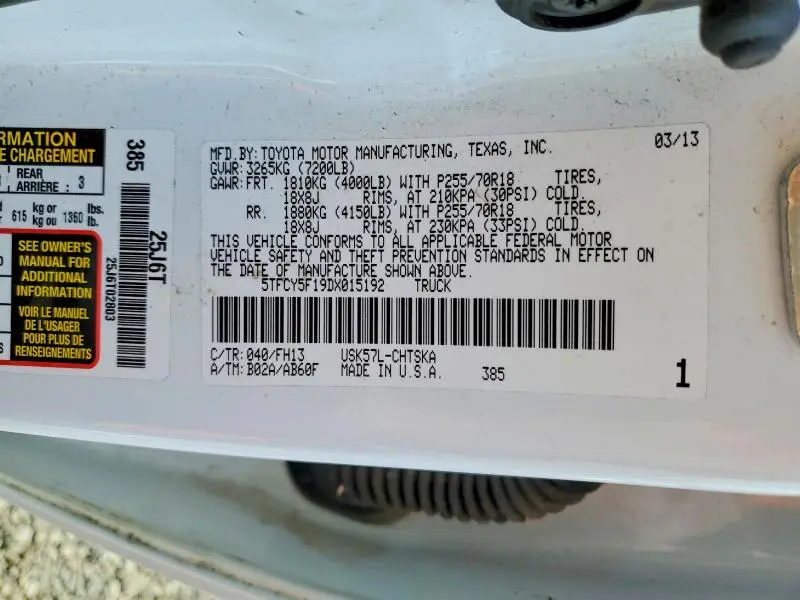 RMATION
E CHARGEMENT
REAR
ARRIÈRE : 3
615 kg or 1360 lbs.
kg ou lb.
SEE OWNER'S
MANUAL FOR
ADDITIONAL
INFORMATION
VOIR LE MANUEL
DE L'USAGER
POUR PLUS DE
RENSEIGNEMENTS
385
25J6T
25J6T02803
MFD.BY:TOYOTA MOTOR MANUFACTURING, TEXAS, INC. 03/13
GVWR:3265KG (7200LB)
GAWR:FRT. 1810KG (4000LB) WITH P255/70R18 TIRES,
18X8J RIMS, AT 210KPA (30PSI) COLD.
RR. 1880KG (4150LB) WITH P255/70R18 TIRES,
18X8J RIMS, AT 230KPA (33PSI) COLD.
THIS VEHICLE CONFORMS TO ALL APPLICABLE FEDERAL MOTOR
VEHICLE SAFETY AND THEFT PREVENTION STANDARDS IN EFFECT ON
THE DATE OF MANUFACTURE SHOWN ABOVE.
5TFCY5F19DX015192 TRUCK
C/TR:040/FH13 USK57L-CHTSKA
A/TM:B02A/AB60F MADE IN U.S.A. 385 1